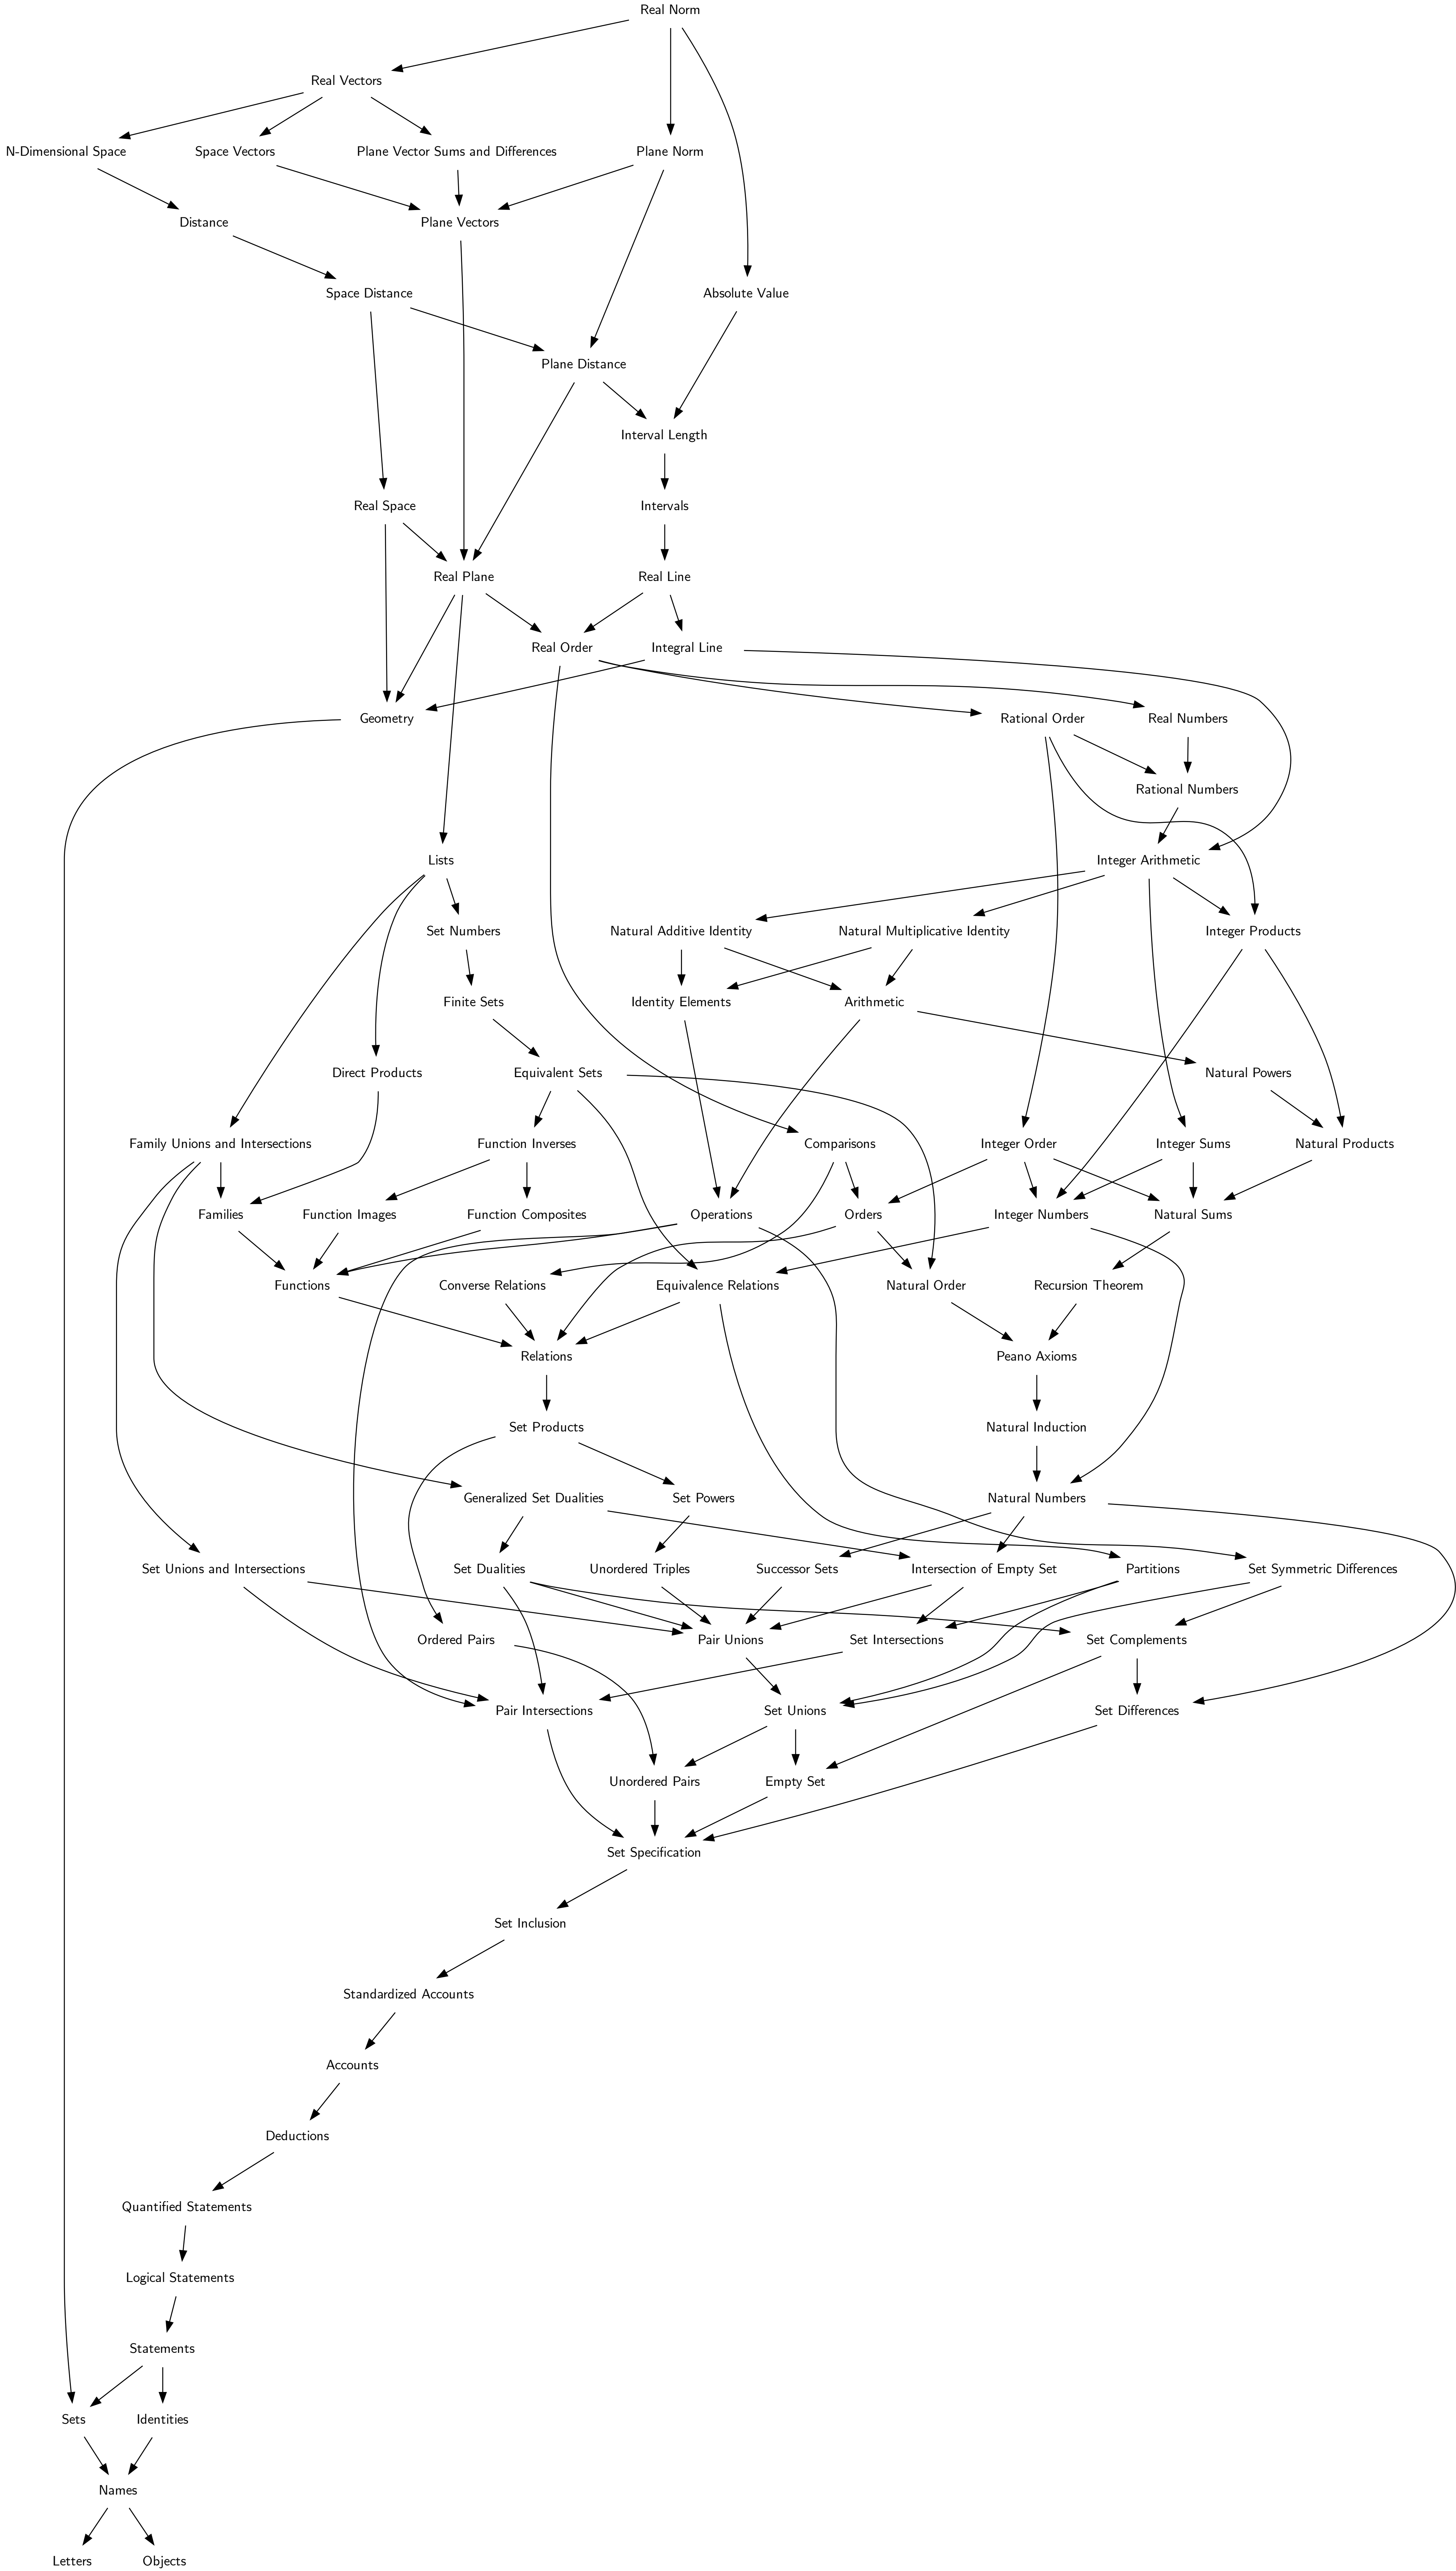 Real Norm
Real Vectors
N-Dimensional Space
Space Vectors
Plane Vector Sums and Differences
Plane Norm
Distance
Plane Vectors
Space Distance
Absolute Value
Plane Distance
Interval Length
Real Space
Intervals
Real Plane
Real Line
Real Order
Integral Line
Geometry
Rational Order
Real Numbers
Rational Numbers
Lists
Integer Arithmetic
Set Numbers
Natural Additive Identity
Natural Multiplicative Identity
Integer Products
Finite Sets
Identity Elements
Arithmetic
Direct Products
Equivalent Sets
Natural Powers
Family Unions and Intersections
Function Inverses
Comparisons
Integer Order
Integer Sums
Natural Products
Families
Function Images
Function Composites
Operations
Orders
Integer Numbers
Natural Sums
Functions
Converse Relations
Equivalence Relations
Natural Order
Recursion Theorem
Relations
Peano Axioms
Set Products
Natural Induction
Generalized Set Dualities
Set Powers
Natural Numbers
Set Unions and Intersections
Set Dualities
Unordered Triples
Successor Sets
Intersection of Empty Set
Partitions
Set Symmetric Differences
Ordered Pairs
Pair Unions
Set Intersections
Set Complements
Pair Intersections
Set Unions
Set Differences
Unordered Pairs
Empty Set
Set Specification
Set Inclusion
Standardized Accounts
Accounts
Deductions
Quantified Statements
Logical Statements
Statements
Sets
Identities
Names
Letters
Objects